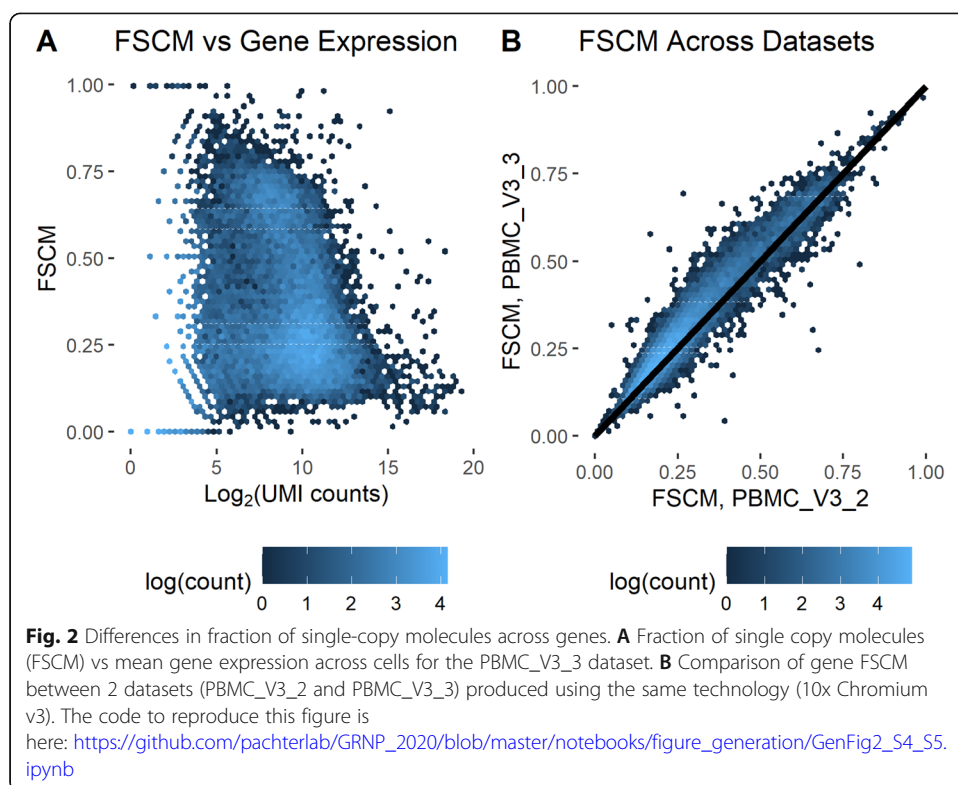 A FSCM vs Gene Expression
1.00
0.75
0.50
0.25
0.00
FSCM
0 5 10 15 20
Log2(UMI counts)
log(count)
0 1 2 3 4
B FSCM Across Datasets
1.00
0.75
0.50
0.25
0.00
FSCM, PBMC_V3_3
0.00 0.25 0.50 0.75 1.00
FSCM, PBMC_V3_2
log(count)
0 1 2 3 4
Fig. 2 Differences in fraction of single-copy molecules across genes. A Fraction of single copy molecules
(FSCM) vs mean gene expression across cells for the PBMC_V3_3 dataset. B Comparison of gene FSCM
between 2 datasets (PBMC_V3_2 and PBMC_V3_3) produced using the same technology (10x Chromium
v3). The code to reproduce this figure is
here: https://github.com/pachterlab/GRNP_2020/blob/master/notebooks/figure_generation/GenFig2_S4_S5.
ipynb